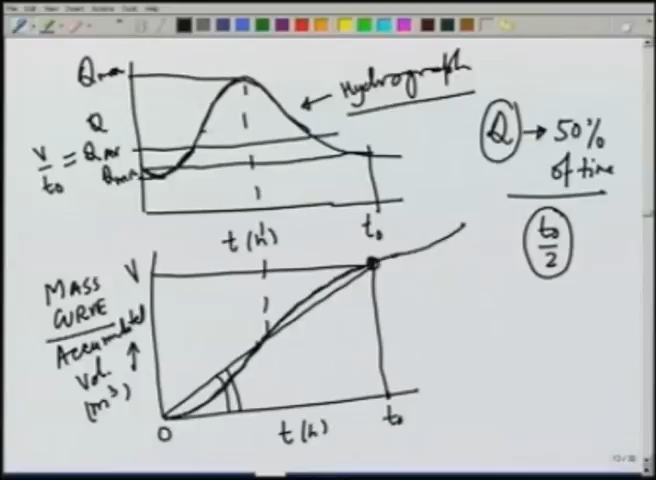 Qmax
Hydrograph
Q
V/t₀ = Qav
Qmin
t (h)
t₀
Q → 50%
of time
t₀/2
MASS
CURVE
Accumulated
Vol.
(m³)
V
0
t (h)
t₀